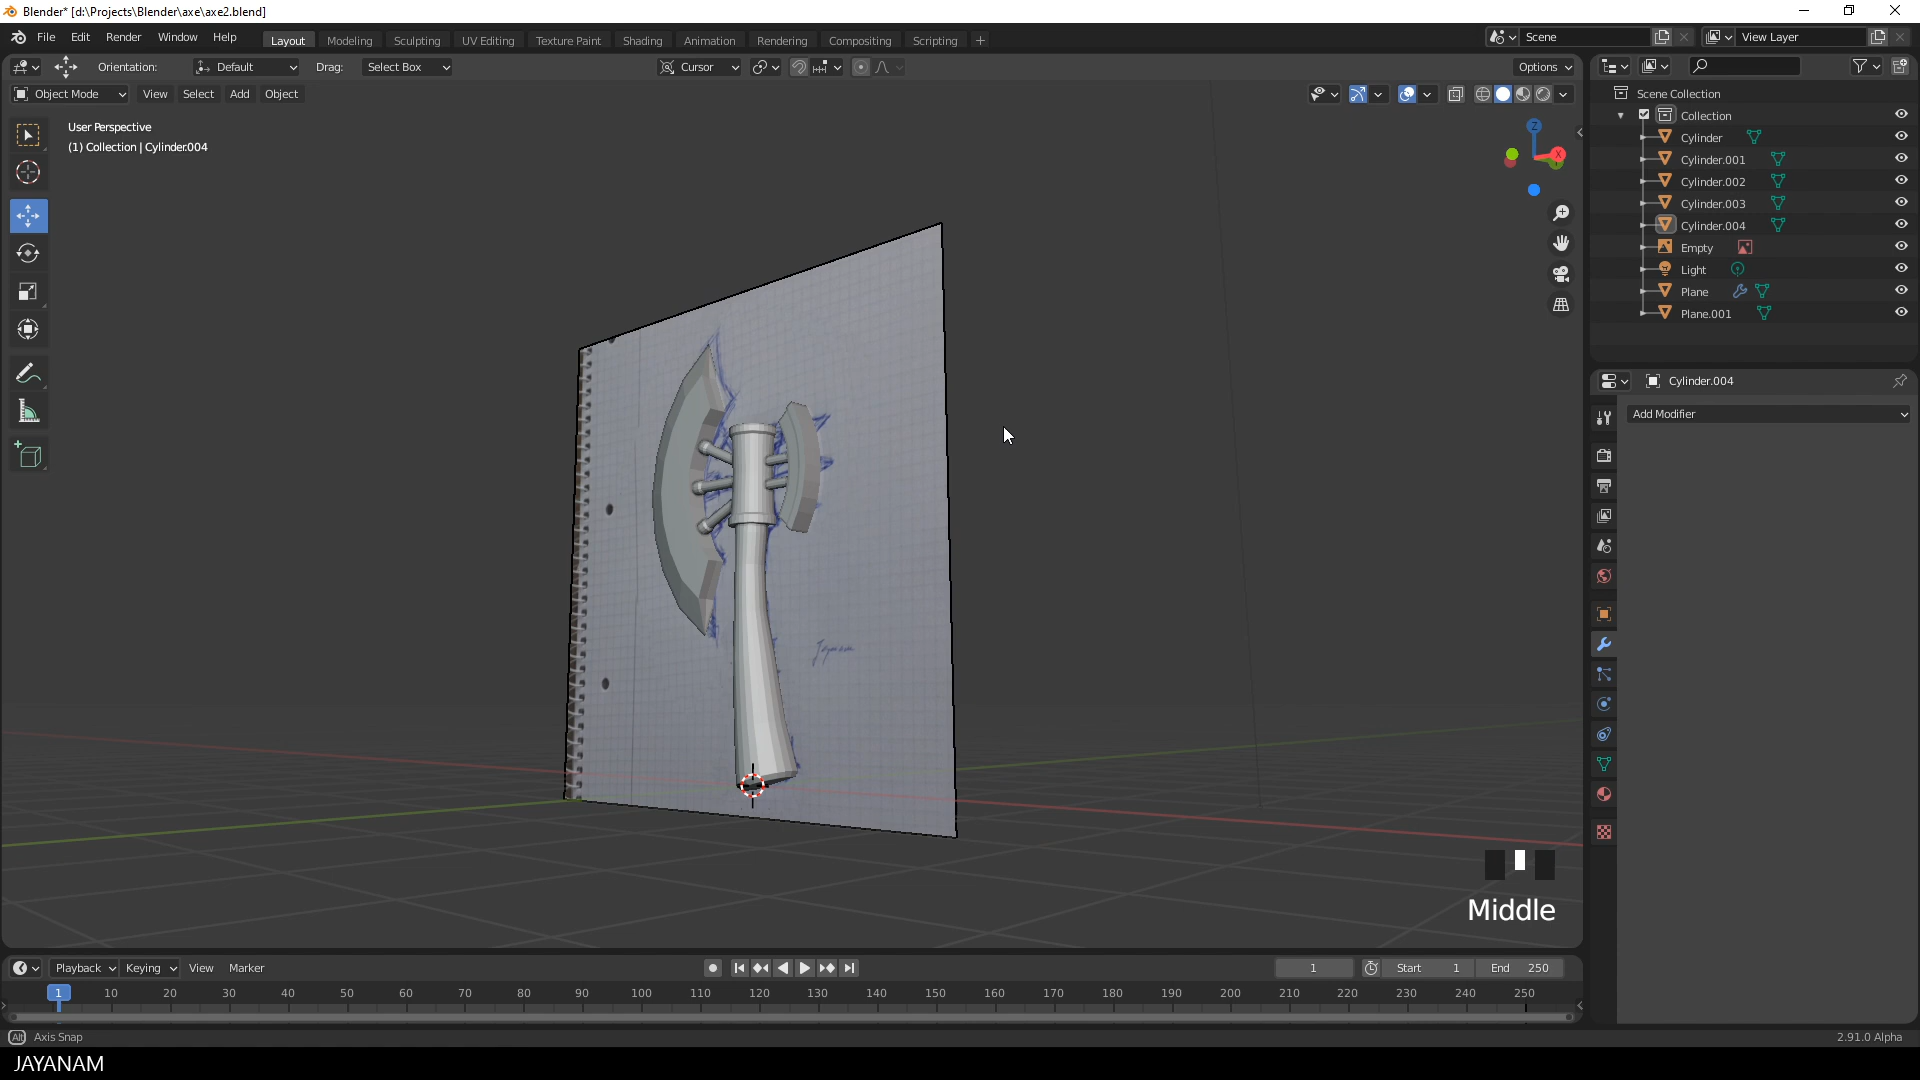 Blender* [d:\Projects\Blender\axe\axe2.blend]
File Edit Render Window Help Layout Modeling Sculpting UV Editing Texture Paint Shading Animation Rendering Compositing Scripting + Scene View Layer
Orientation: Default Drag: Select Box Cursor Options
Object Mode View Select Add Object
User Perspective
(1) Collection | Cylinder.004
Z
X
Scene Collection
Collection
Cylinder
Cylinder.001
Cylinder.002
Cylinder.003
Cylinder.004
Empty
Light
Plane
Plane.001
Cylinder.004
Add Modifier
Jayanam
Middle
Playback Keying View Marker 1 Start 1 End 250
1 10 20 30 40 50 60 70 80 90 100 110 120 130 140 150 160 170 180 190 200 210 220 230 240 250
Alt Axis Snap 2.91.0 Alpha
JAYANAM